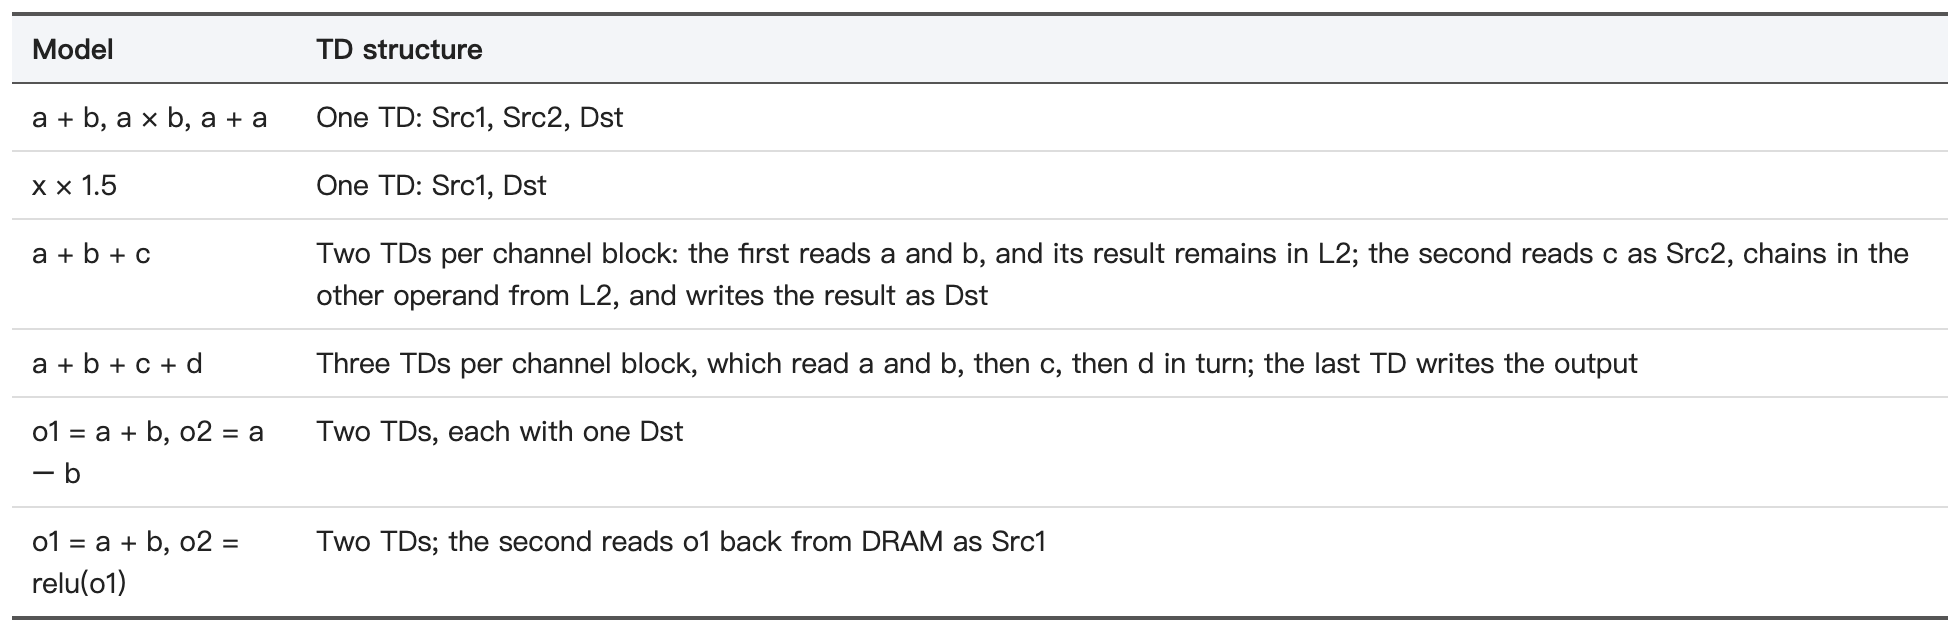 Model TD structure
a + b, a × b, a + a One TD: Src1, Src2, Dst
x × 1.5 One TD: Src1, Dst
a + b + c Two TDs per channel block: the first reads a and b, and its result remains in L2; the second reads c as Src2, chains in the
other operand from L2, and writes the result as Dst
a + b + c + d Three TDs per channel block, which read a and b, then c, then d in turn; the last TD writes the output
o1 = a + b, o2 = a Two TDs, each with one Dst
− b
o1 = a + b, o2 = Two TDs; the second reads o1 back from DRAM as Src1
relu(o1)